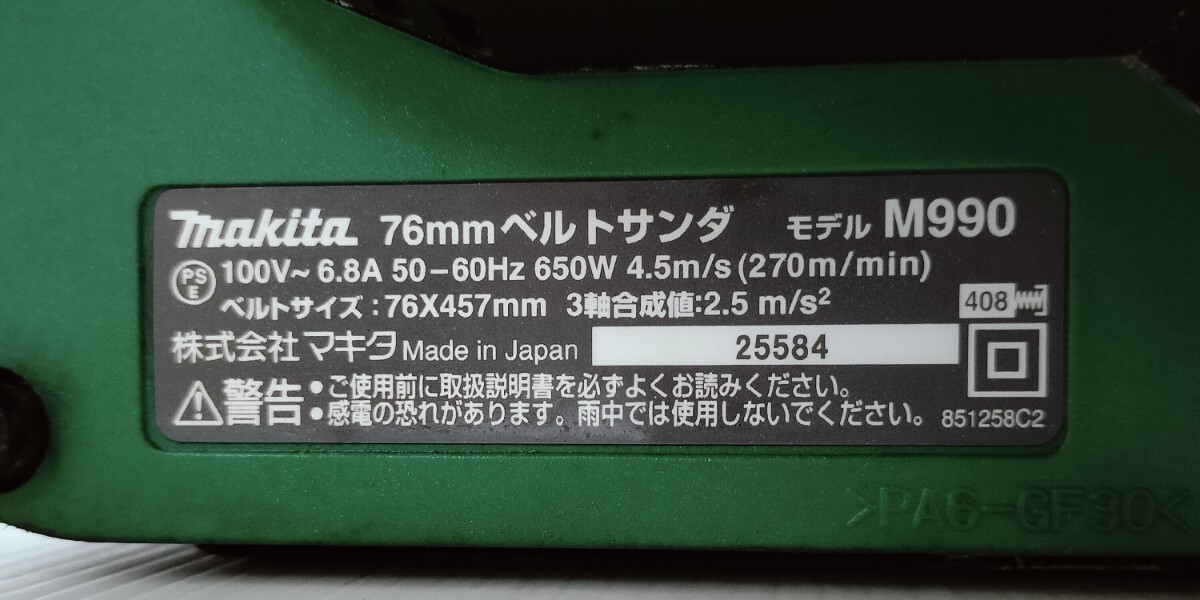 makita 76mmベルトサンダ モデル M990
PS E 100V~ 6.8A 50-60Hz 650W 4.5m/s (270m/min)
ベルトサイズ:76X457mm 3軸合成値:2.5 m/s² 408
株式会社 マキタ Made in Japan 25584
警告 •ご使用前に取扱説明書を必ずよくお読みください。
•感電の恐れがあります。雨中では使用しないでください。 851258C2
>PA6-GF30<